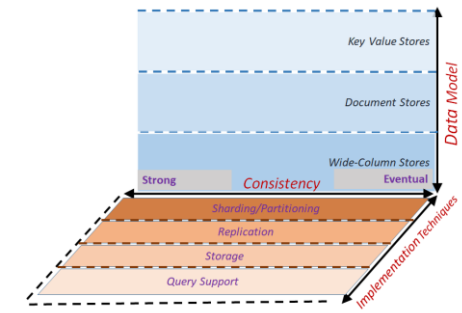 Key Value Stores
Document Stores
Data Model
Wide-Column Stores
Strong
Consistency
Eventual
Sharding/Partitioning
Replication
Storage
Query Support
Implementation Techniques